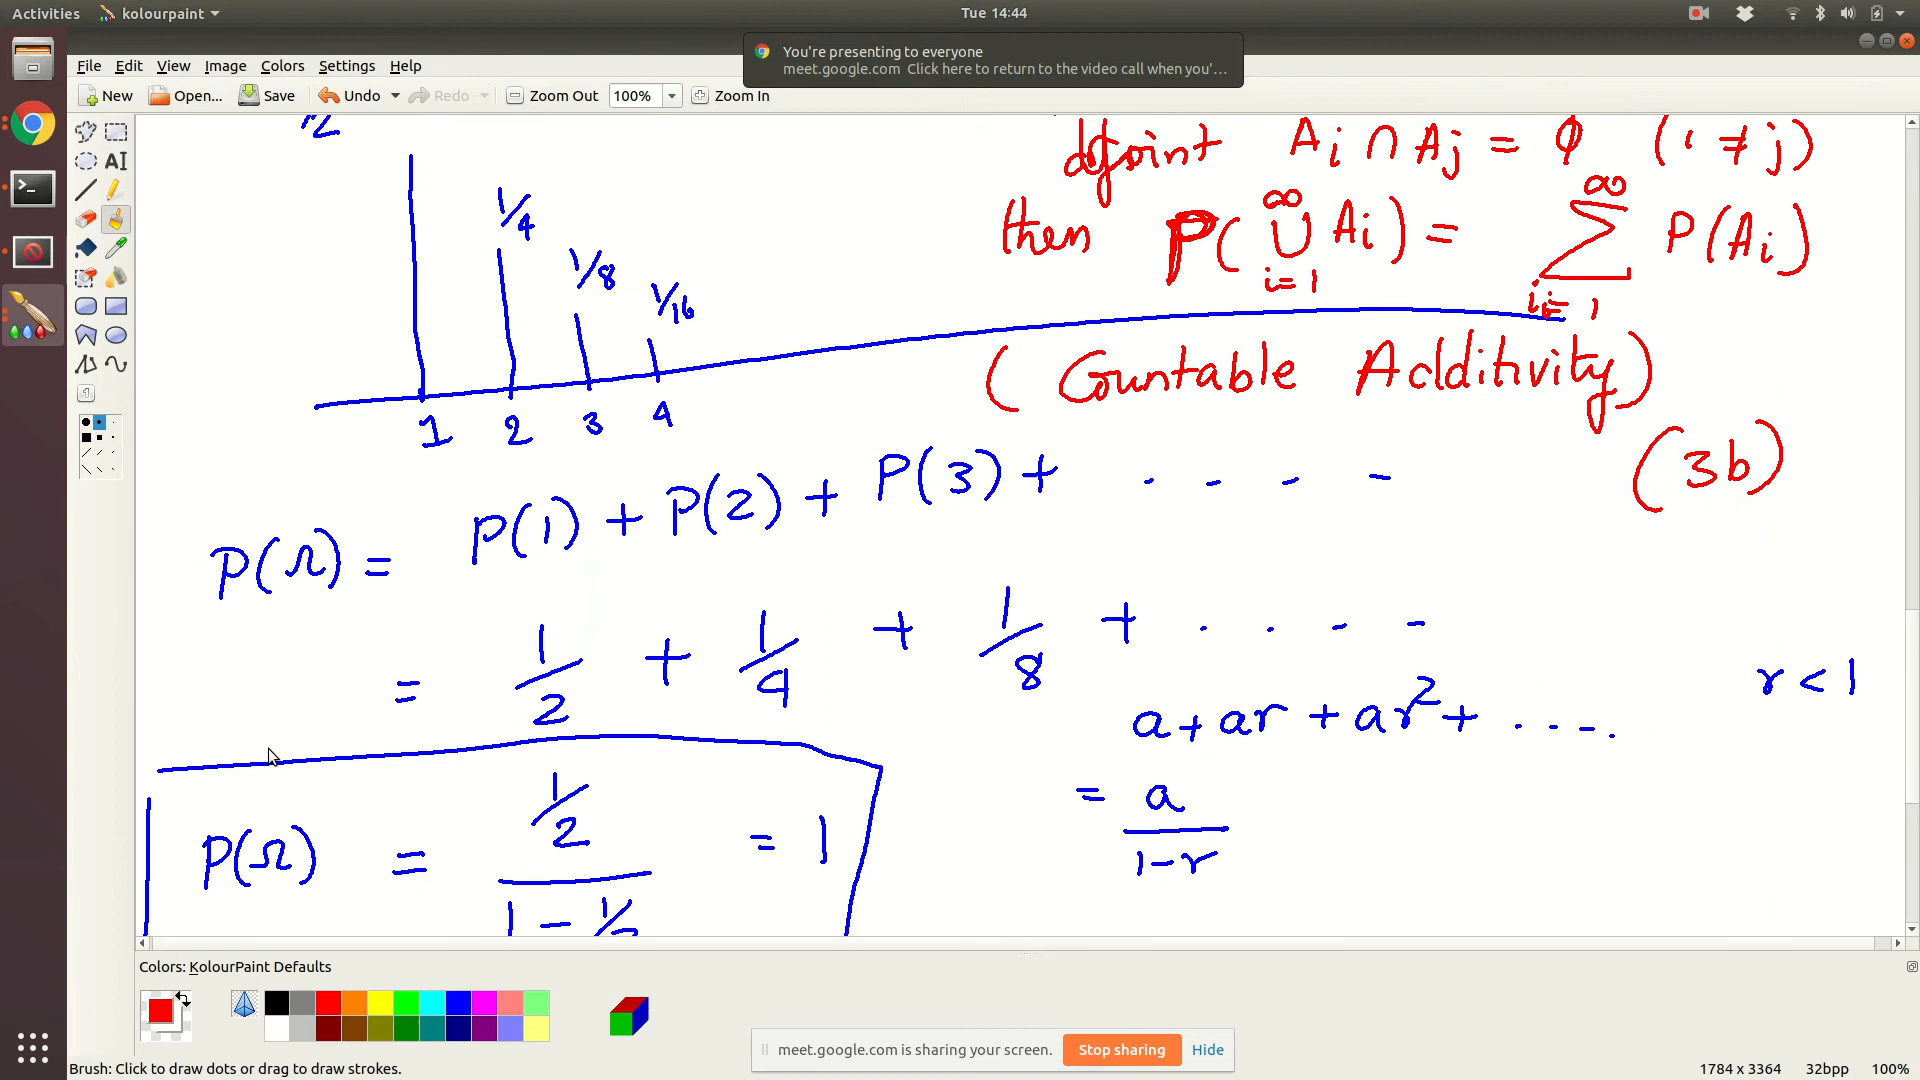 Activities kolourpaint Tue 14:44
You're presenting to everyone
meet.google.com Click here to return to the video call when you'...
File Edit View Image Colors Settings Help
New Open... Save Undo Redo Zoom Out 100% Zoom In
disjoint Ai ∩ Aj = ϕ (i ≠ j)
then P(∞∪i=1 Ai) = ∞∑i=1 P(Ai)
(Countable Additivity)
(3b)
1/4
1/8
1/16
1 2 3 4
P(Ω) = P(1) + P(2) + P(3) + . . . .
= 1/2 + 1/4 + 1/8 + . . . .
a + ar + ar² + ..... r < 1
= a/1-r
P(Ω) = 1/2 / 1 - 1/2 = 1
Colors: KolourPaint Defaults
meet.google.com is sharing your screen. Stop sharing Hide
Brush: Click to draw dots or drag to draw strokes. 1784 x 3364 32bpp 100%